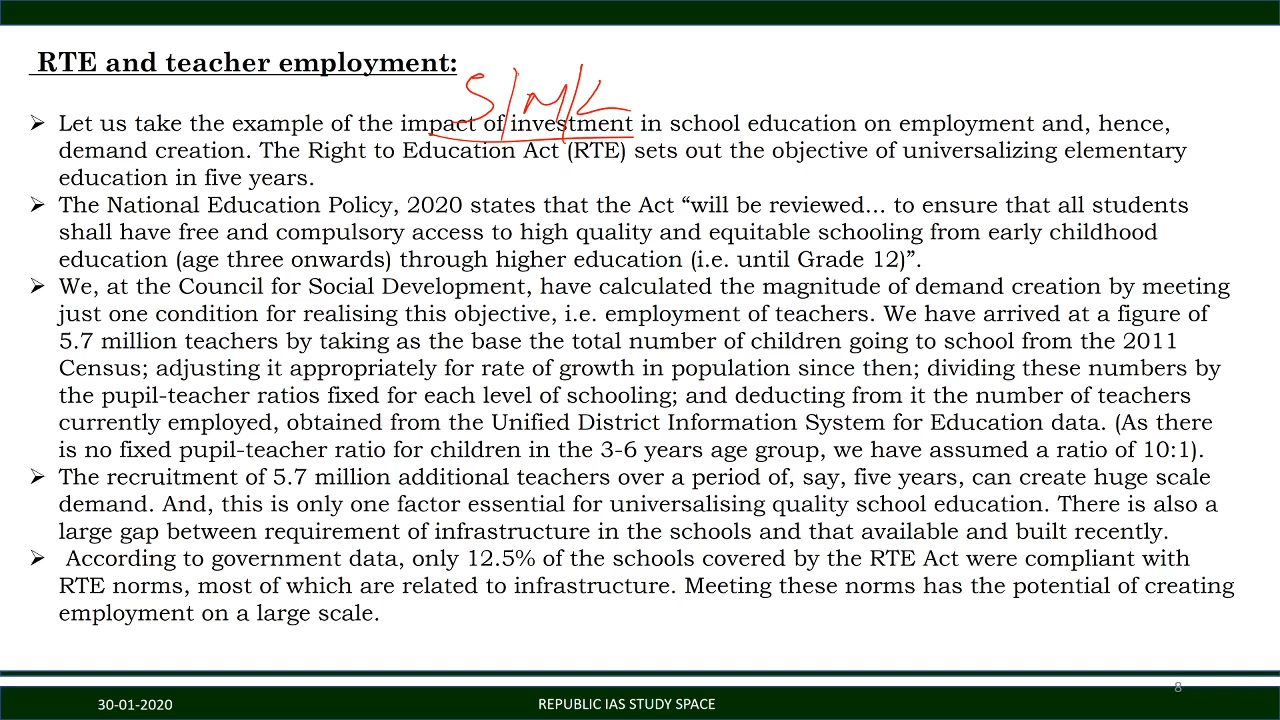 RTE and teacher employment:
S/M/L
➢ Let us take the example of the impact of investment in school education on employment and, hence,
demand creation. The Right to Education Act (RTE) sets out the objective of universalizing elementary
education in five years.
➢ The National Education Policy, 2020 states that the Act “will be reviewed... to ensure that all students
shall have free and compulsory access to high quality and equitable schooling from early childhood
education (age three onwards) through higher education (i.e. until Grade 12)”.
➢ We, at the Council for Social Development, have calculated the magnitude of demand creation by meeting
just one condition for realising this objective, i.e. employment of teachers. We have arrived at a figure of
5.7 million teachers by taking as the base the total number of children going to school from the 2011
Census; adjusting it appropriately for rate of growth in population since then; dividing these numbers by
the pupil-teacher ratios fixed for each level of schooling; and deducting from it the number of teachers
currently employed, obtained from the Unified District Information System for Education data. (As there
is no fixed pupil-teacher ratio for children in the 3-6 years age group, we have assumed a ratio of 10:1).
➢ The recruitment of 5.7 million additional teachers over a period of, say, five years, can create huge scale
demand. And, this is only one factor essential for universalising quality school education. There is also a
large gap between requirement of infrastructure in the schools and that available and built recently.
➢ According to government data, only 12.5% of the schools covered by the RTE Act were compliant with
RTE norms, most of which are related to infrastructure. Meeting these norms has the potential of creating
employment on a large scale.
8
30-01-2020
REPUBLIC IAS STUDY SPACE